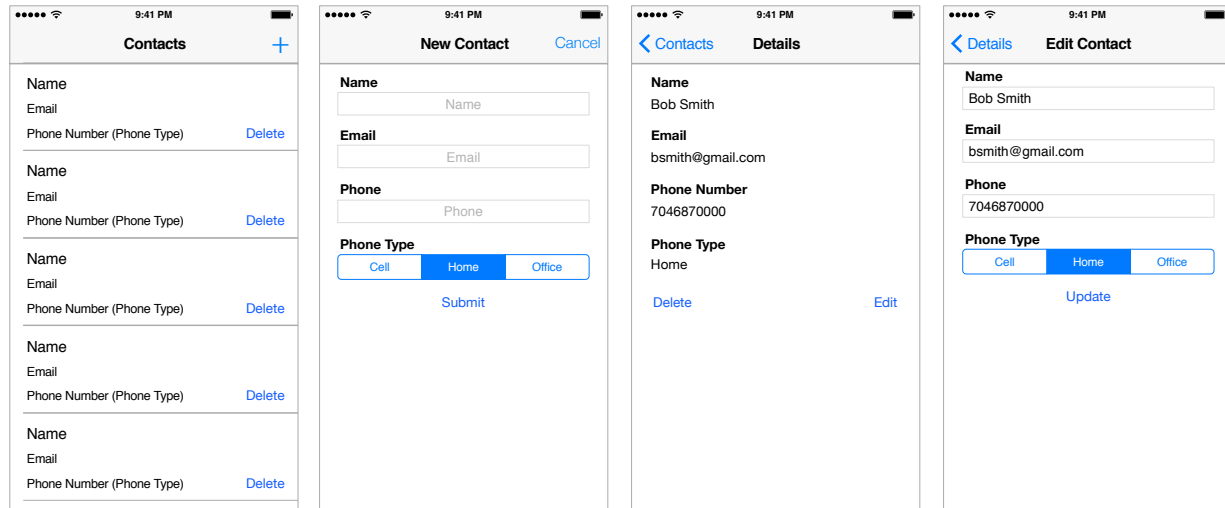 9:41 PM
Contacts
Name
Email
Phone Number (Phone Type) Delete
Name
Email
Phone Number (Phone Type) Delete
Name
Email
Phone Number (Phone Type) Delete
Name
Email
Phone Number (Phone Type) Delete
Name
Email
Phone Number (Phone Type) Delete
9:41 PM
New Contact Cancel
Name
Name
Email
Email
Phone
Phone
Phone Type
Cell Home Office
Submit
9:41 PM
Contacts Details
Name
Bob Smith
Email
bsmith@gmail.com
Phone Number
7046870000
Phone Type
Home
Delete Edit
9:41 PM
Details Edit Contact
Name
Bob Smith
Email
bsmith@gmail.com
Phone
7046870000
Phone Type
Cell Home Office
Update